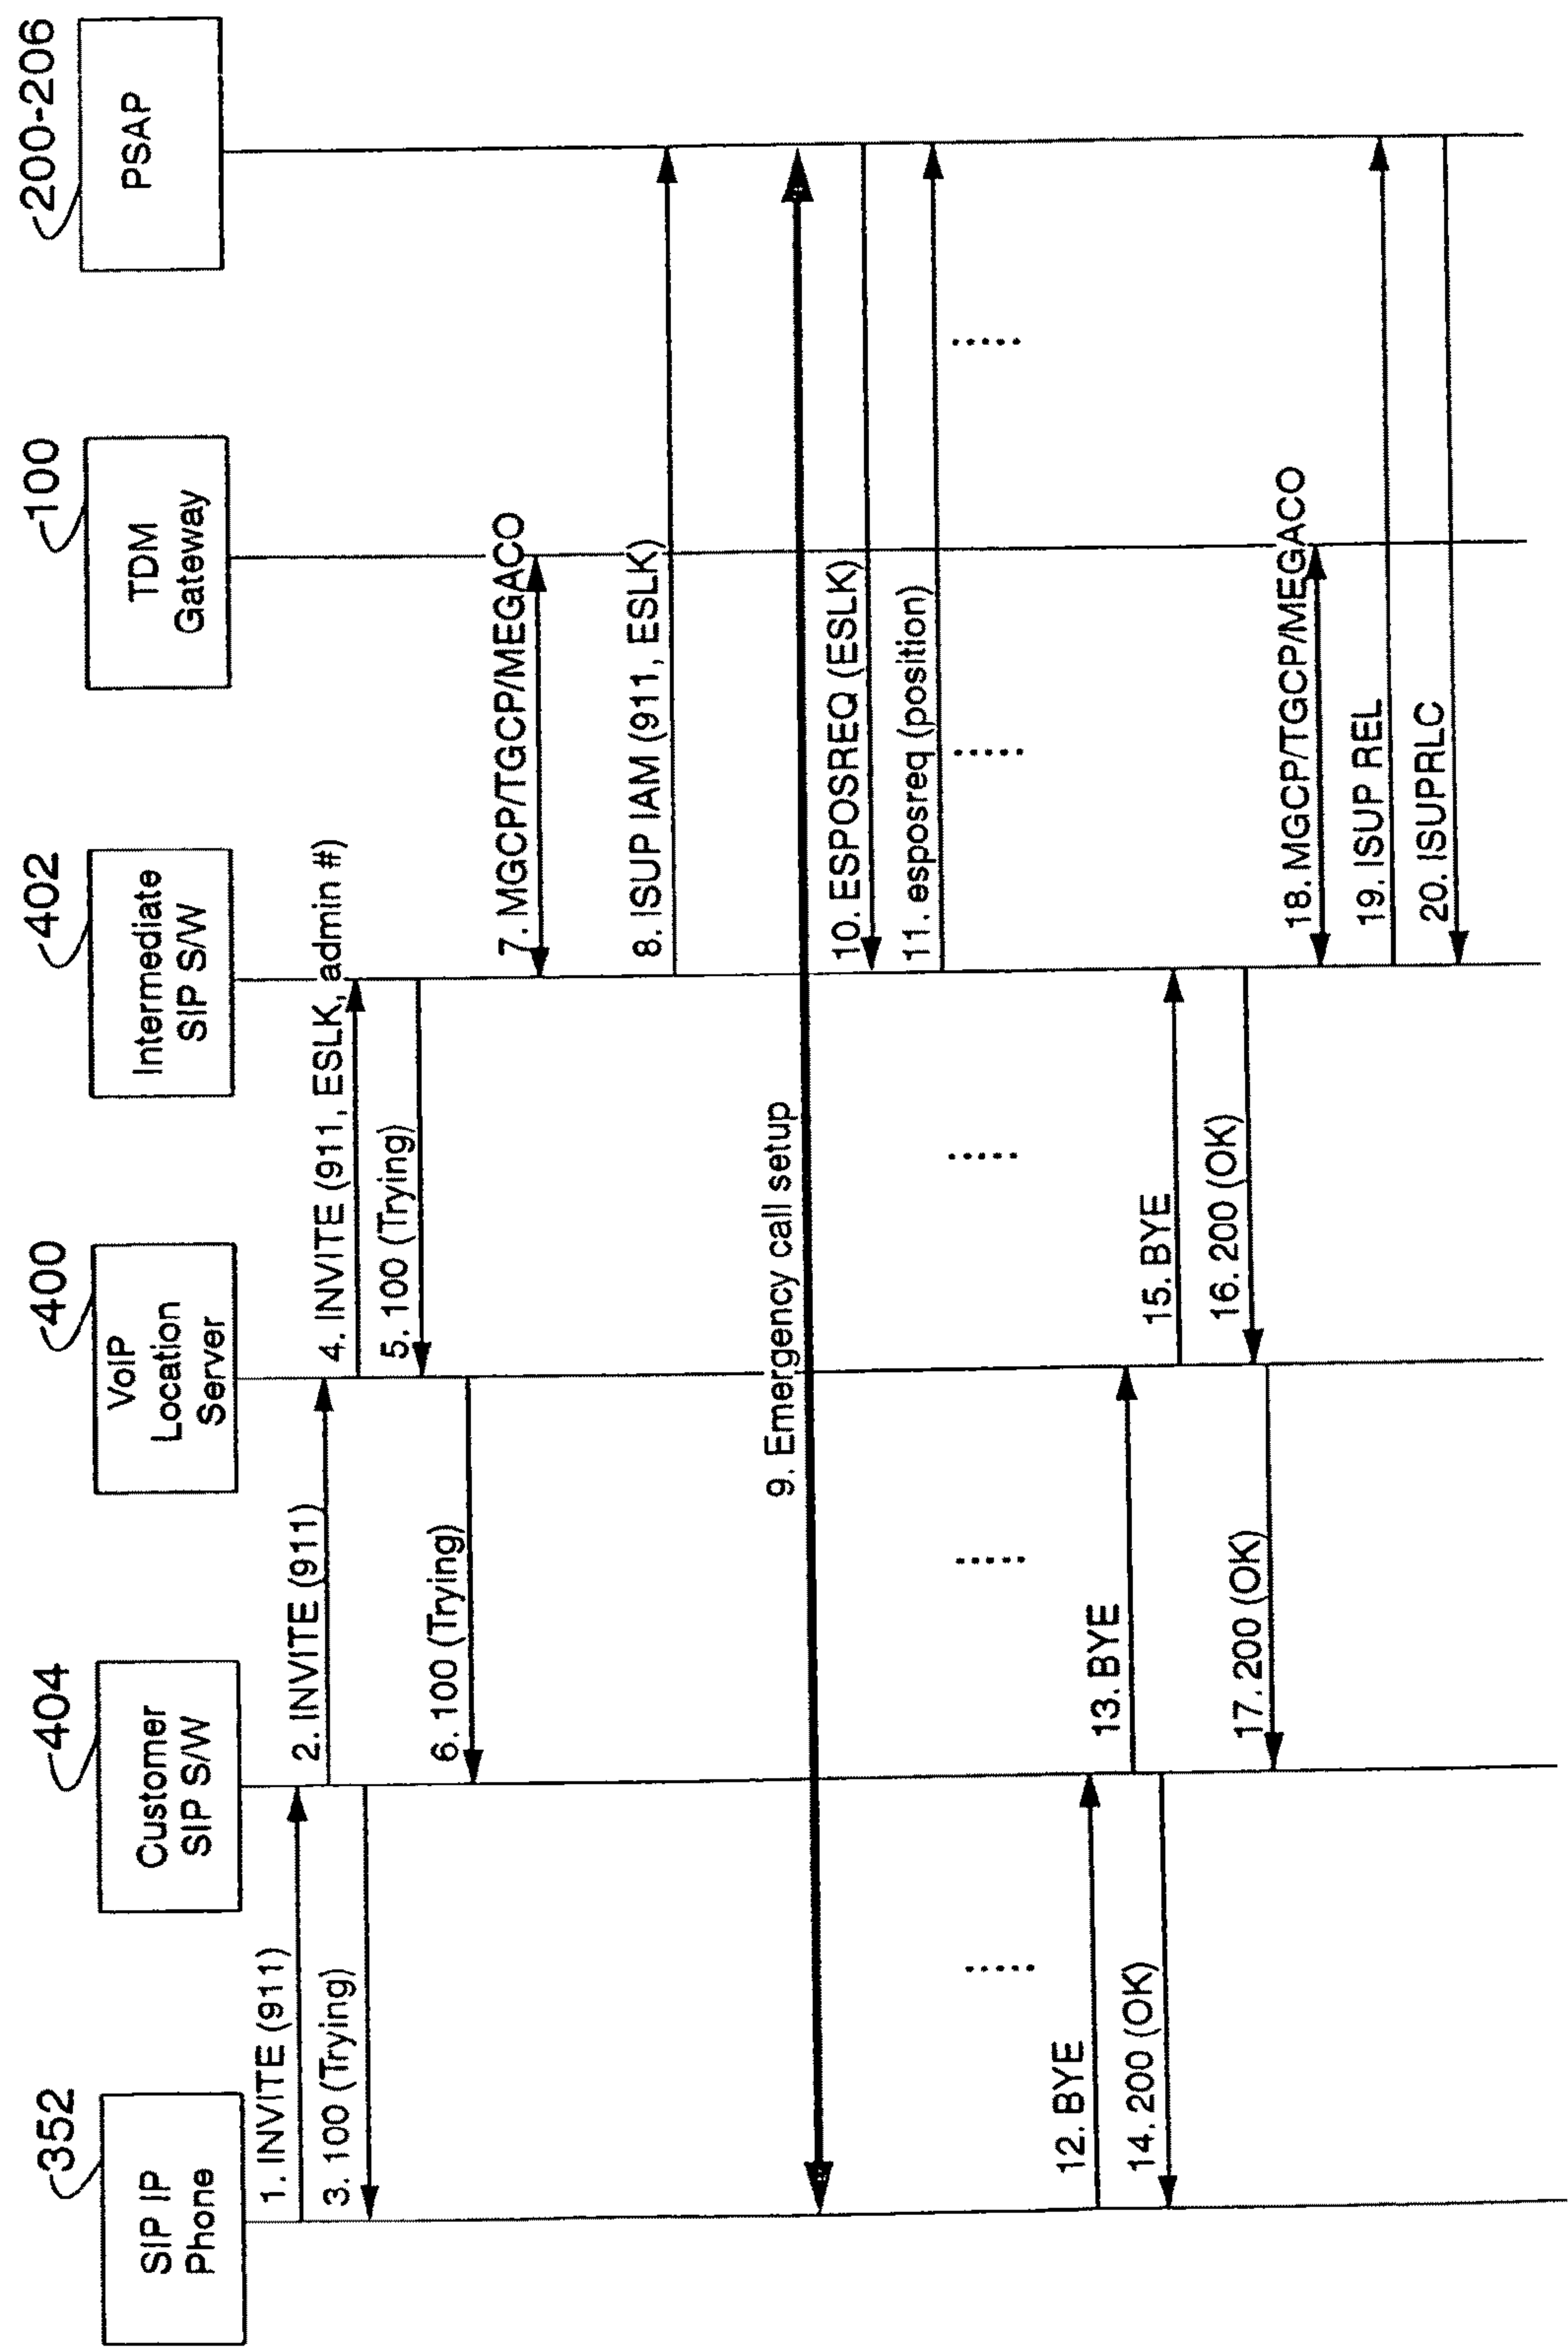 352
SIP IP
Phone
404
Customer
SIP S/W
400
VoIP
Location
Server
402
Intermediate
SIP S/W
100
TDM
Gateway
200-206
PSAP
1. INVITE (911)
2. INVITE (911)
3. 100 (Trying)
4. INVITE (911, ESLK, admin #)
5. 100 (Trying)
6. 100 (Trying)
7. MGCP/TGCP/MEGACO
8. ISUP IAM (911, ESLK)
9. Emergency call setup
10. ESPOSREQ (ESLK)
11. esposreq (position)
.....
.....
.....
.....
.....
12. BYE
13. BYE
14. 200 (OK)
15. BYE
16. 200 (OK)
17. 200 (OK)
18. MGCP/TGCP/MEGACO
19. ISUP REL
20. ISUPRLC